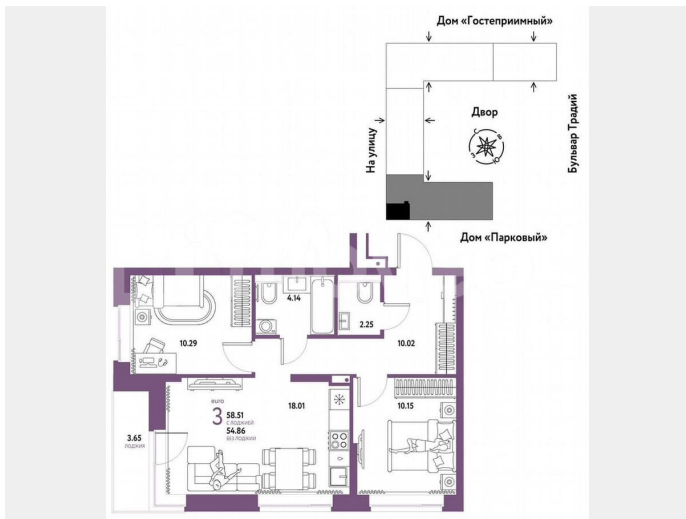 Дом «Гостеприимный»
Двор
На улицу
Бульвар Традий
С
В
З
Ю
Дом «Парковый»
4.14
2.25
10.29
10.02
euro
3
58.51
С ЛОДЖИЕЙ
54.86
БЕЗ ЛОДЖИИ
18.01
10.15
3.65
ЛОДЖИЯ